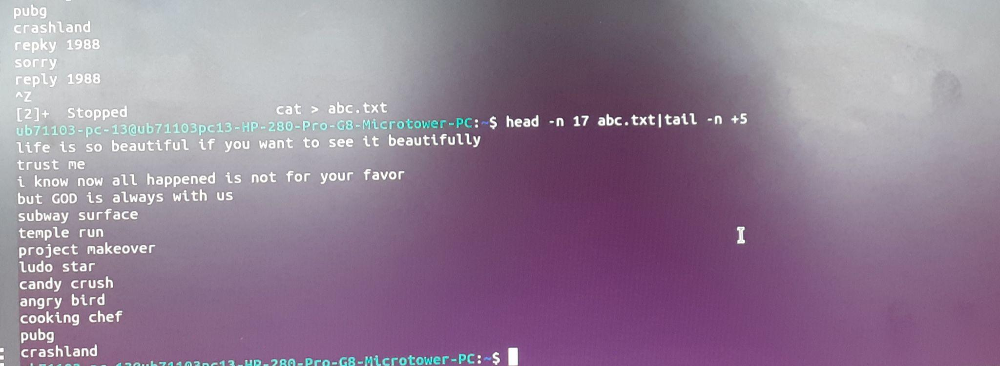 pubg
crashland
repky 1988
sorry
reply 1988
^Z
[2]+  Stopped                 cat > abc.txt
ub71103-pc-13@ub71103pc13-HP-280-Pro-G8-Microtower-PC:~$ head -n 17 abc.txt|tail -n +5
life is so beautiful if you want to see it beautifully
trust me
i know now all happened is not for your favor
but GOD is always with us
subway surface
temple run
project makeover
ludo star
candy crush
angry bird
cooking chef
pubg
crashland
ub71103-pc-13@ub71103pc13-HP-280-Pro-G8-Microtower-PC:~$